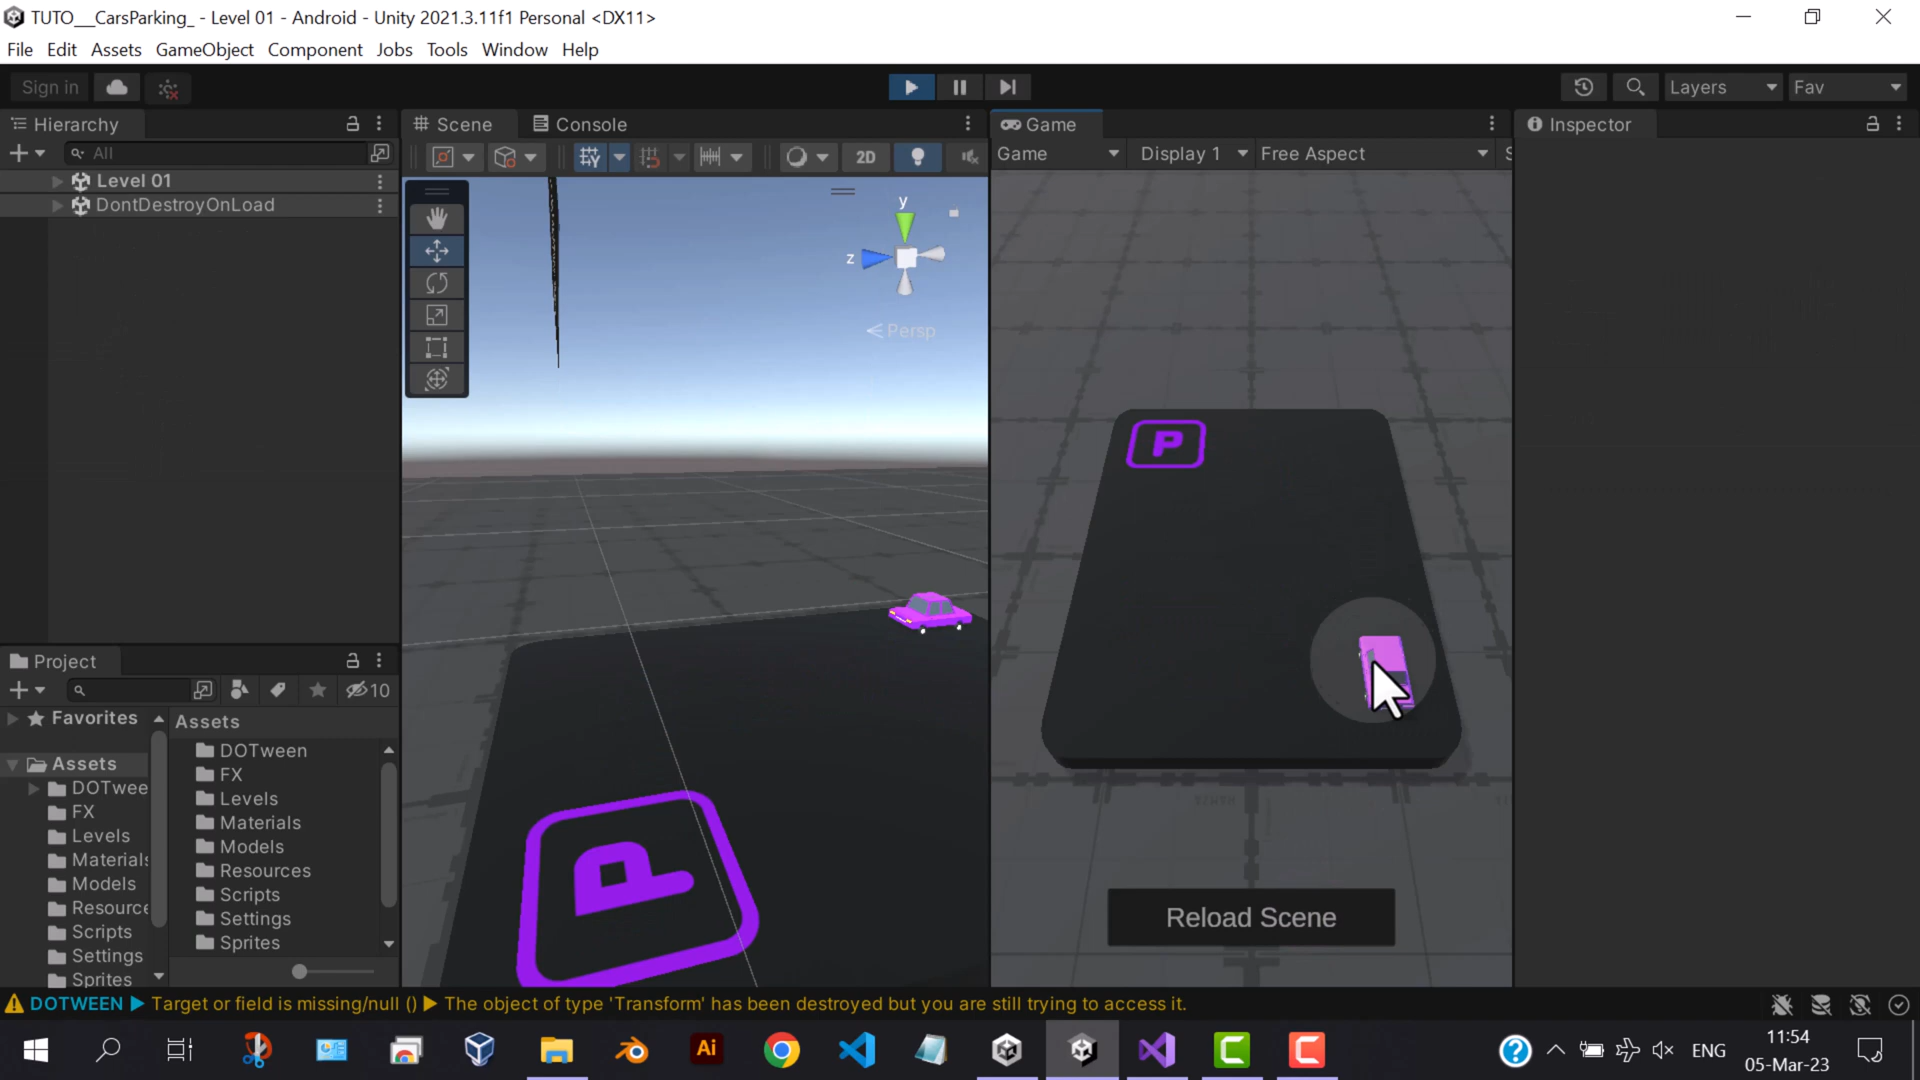 TUTO__CarsParking_ - Level 01 - Android - Unity 2021.3.11f1 Personal <DX11>
File Edit Assets GameObject Component Jobs Tools Window Help
Sign in
Layers
Fav
Hierarchy
Scene
Console
Game
Inspector
All
2D
Game
Display 1
Free Aspect
S
Level 01
DontDestroyOnLoad
y
z
Persp
P
P
Reload Scene
Project
10
Favorites
Assets
DOTwee
FX
Levels
Materials
Models
Resource
Scripts
Settings
Sprites
Assets
DOTween
FX
Levels
Materials
Models
Resources
Scripts
Settings
Sprites
DOTWEEN ► Target or field is missing/null () ► The object of type 'Transform' has been destroyed but you are still trying to access it.
Ai
ENG
11:54
05-Mar-23